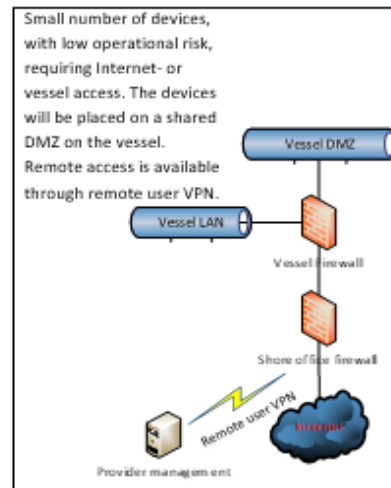 Small number of devices,
with low operational risk,
requiring Internet- or
vessel access. The devices
will be placed on a shared
DMZ on the vessel.
Remote access is available
through remote user VPN.
Vessel DMZ
Vessel LAN
Vessel Firewall
Shore office firewall
Remote user VPN
Internet
Provider management